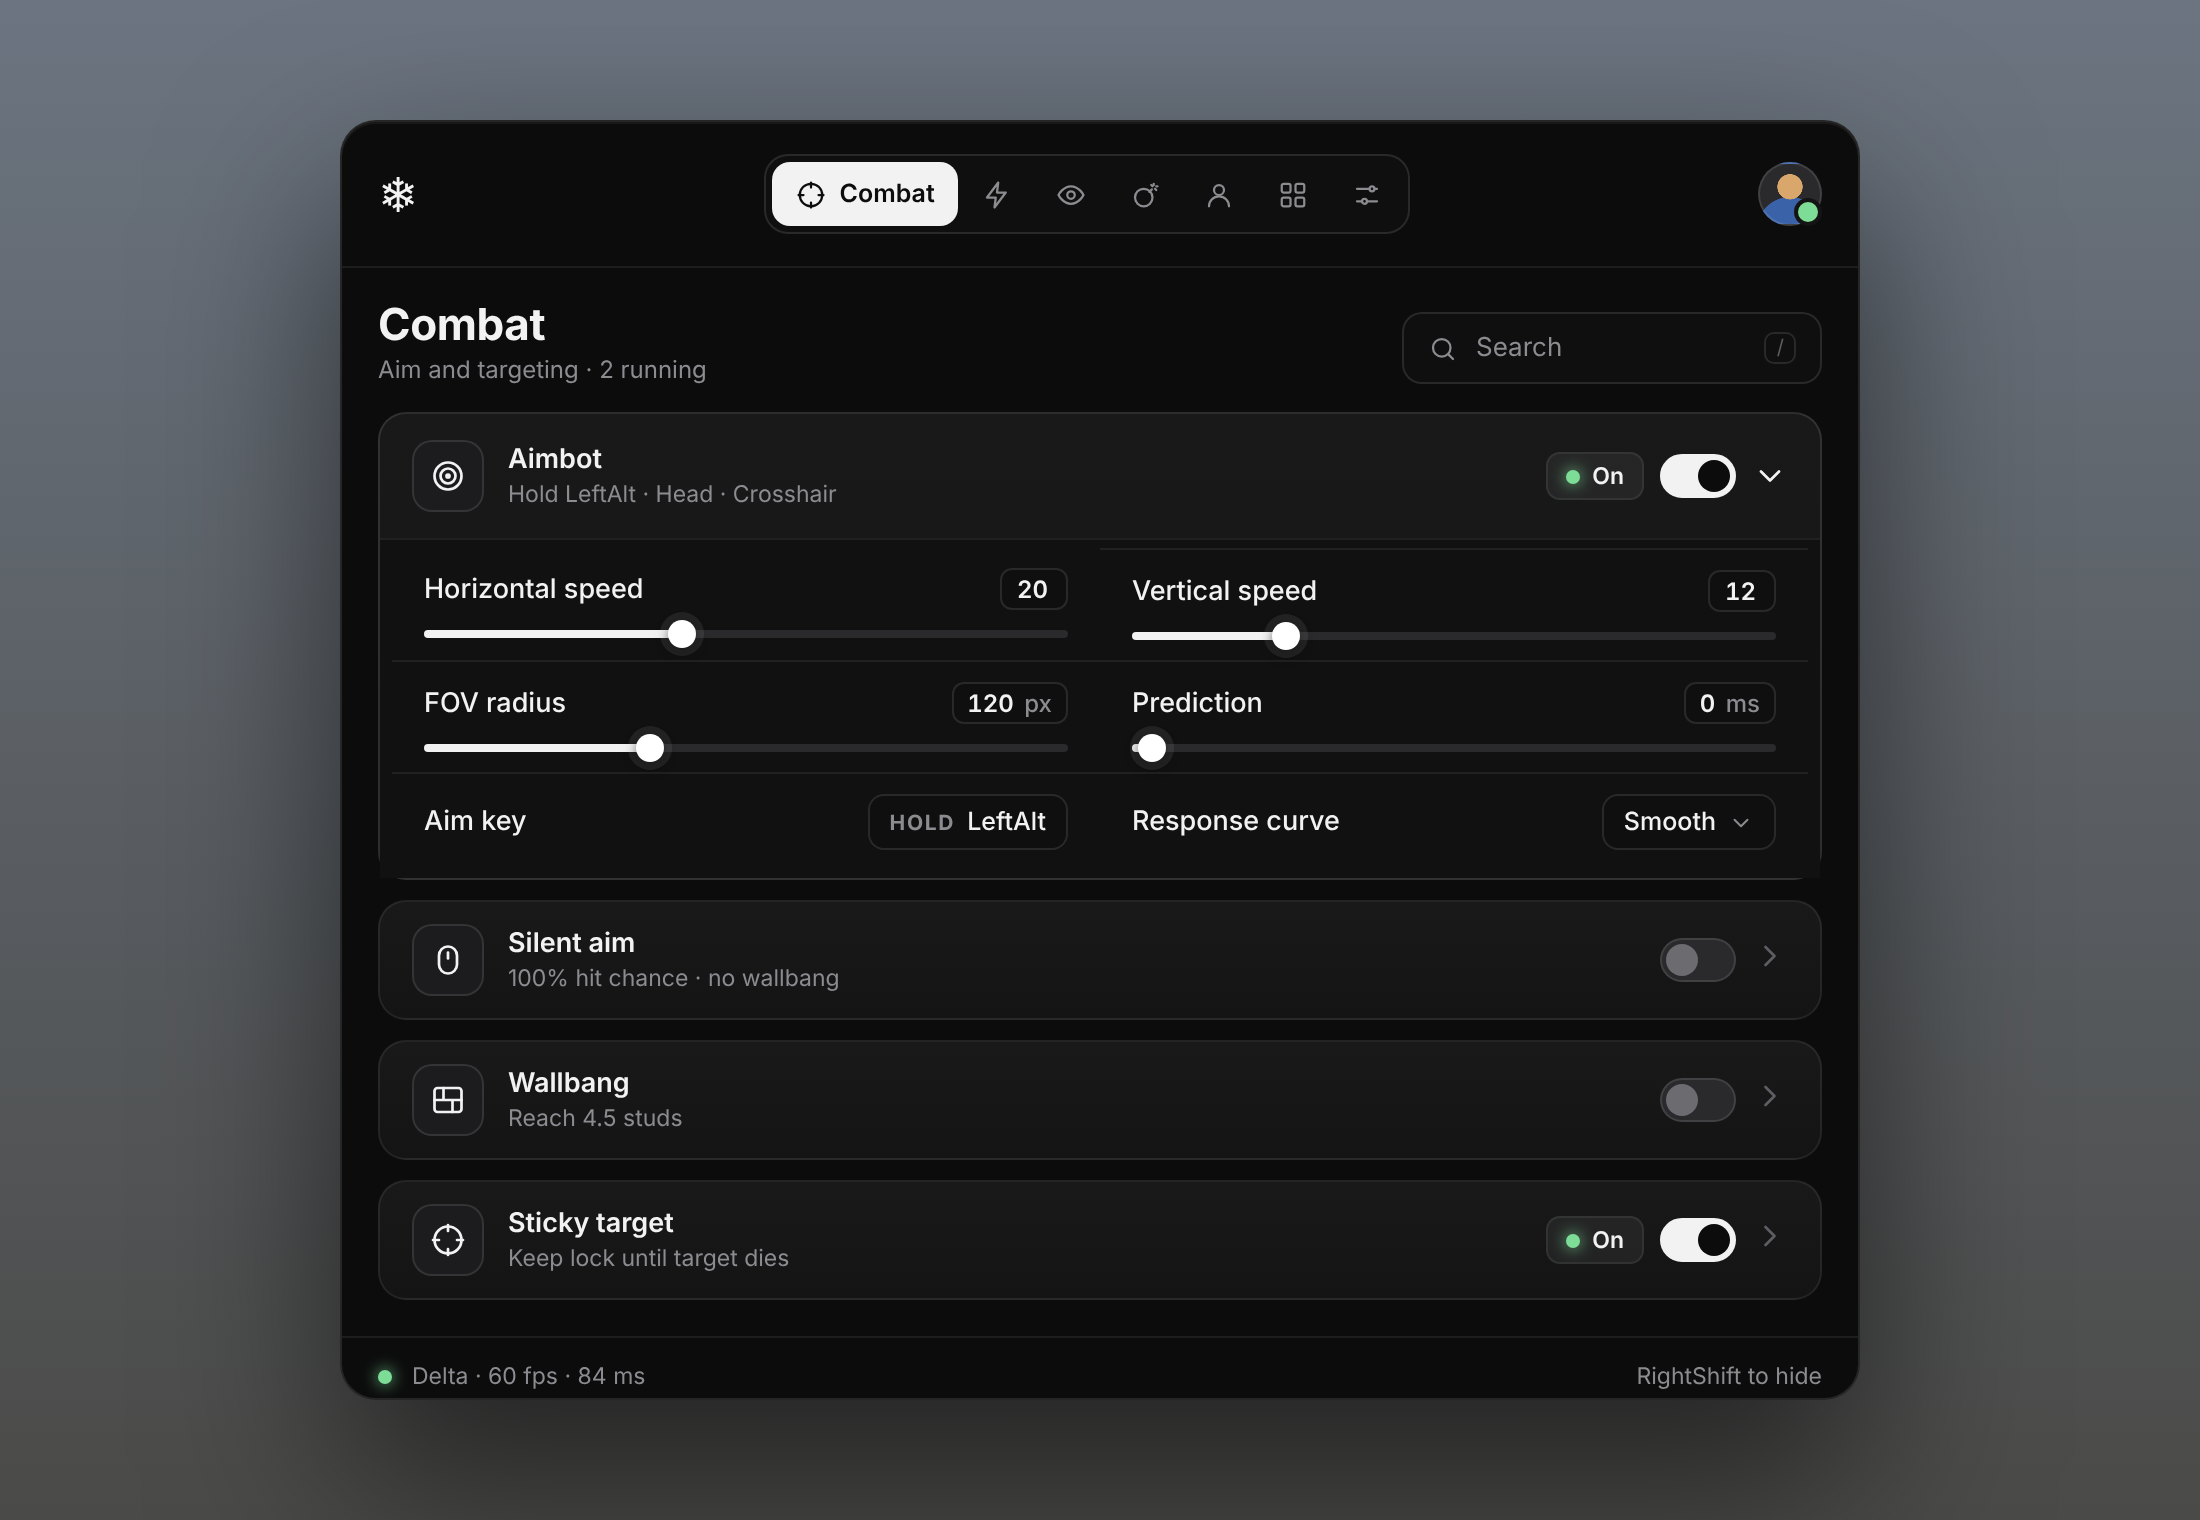 Combat
Combat
Aim and targeting · 2 running
Search
/
Aimbot
Hold LeftAlt · Head · Crosshair
On
Horizontal speed
20
Vertical speed
12
FOV radius
120 px
Prediction
0 ms
Aim key
HOLD LeftAlt
Response curve
Smooth
Silent aim
100% hit chance · no wallbang
Wallbang
Reach 4.5 studs
Sticky target
Keep lock until target dies
On
Delta · 60 fps · 84 ms
RightShift to hide